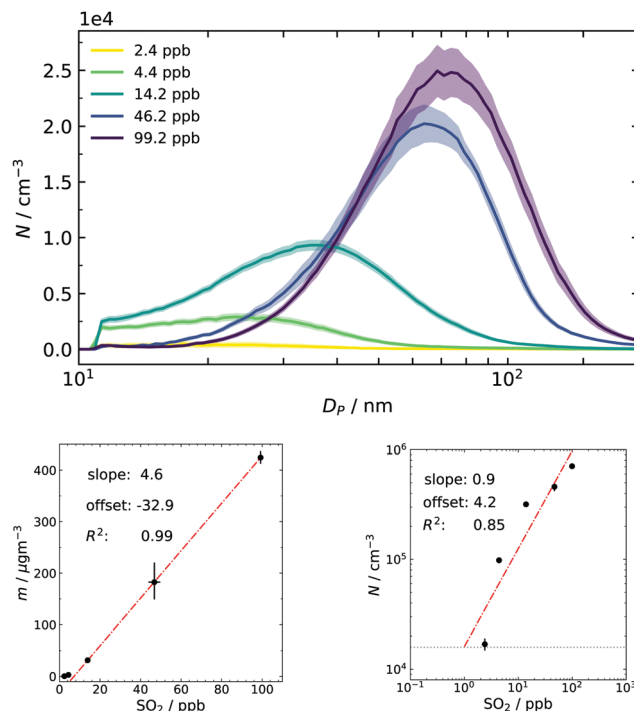 1e4
2.5
2.0
1.5
1.0
0.5
0.0
N / cm⁻³
2.4 ppb
4.4 ppb
14.2 ppb
46.2 ppb
99.2 ppb
10¹
10²
D_P / nm
400
300
200
100
0
m / µgm⁻³
slope: 4.6
offset: -32.9
R²: 0.99
0 20 40 60 80 100
SO₂ / ppb
10⁶
10⁵
10⁴
N / cm⁻³
slope: 0.9
offset: 4.2
R²: 0.85
10⁻¹ 10⁰ 10¹ 10² 10³
SO₂ / ppb